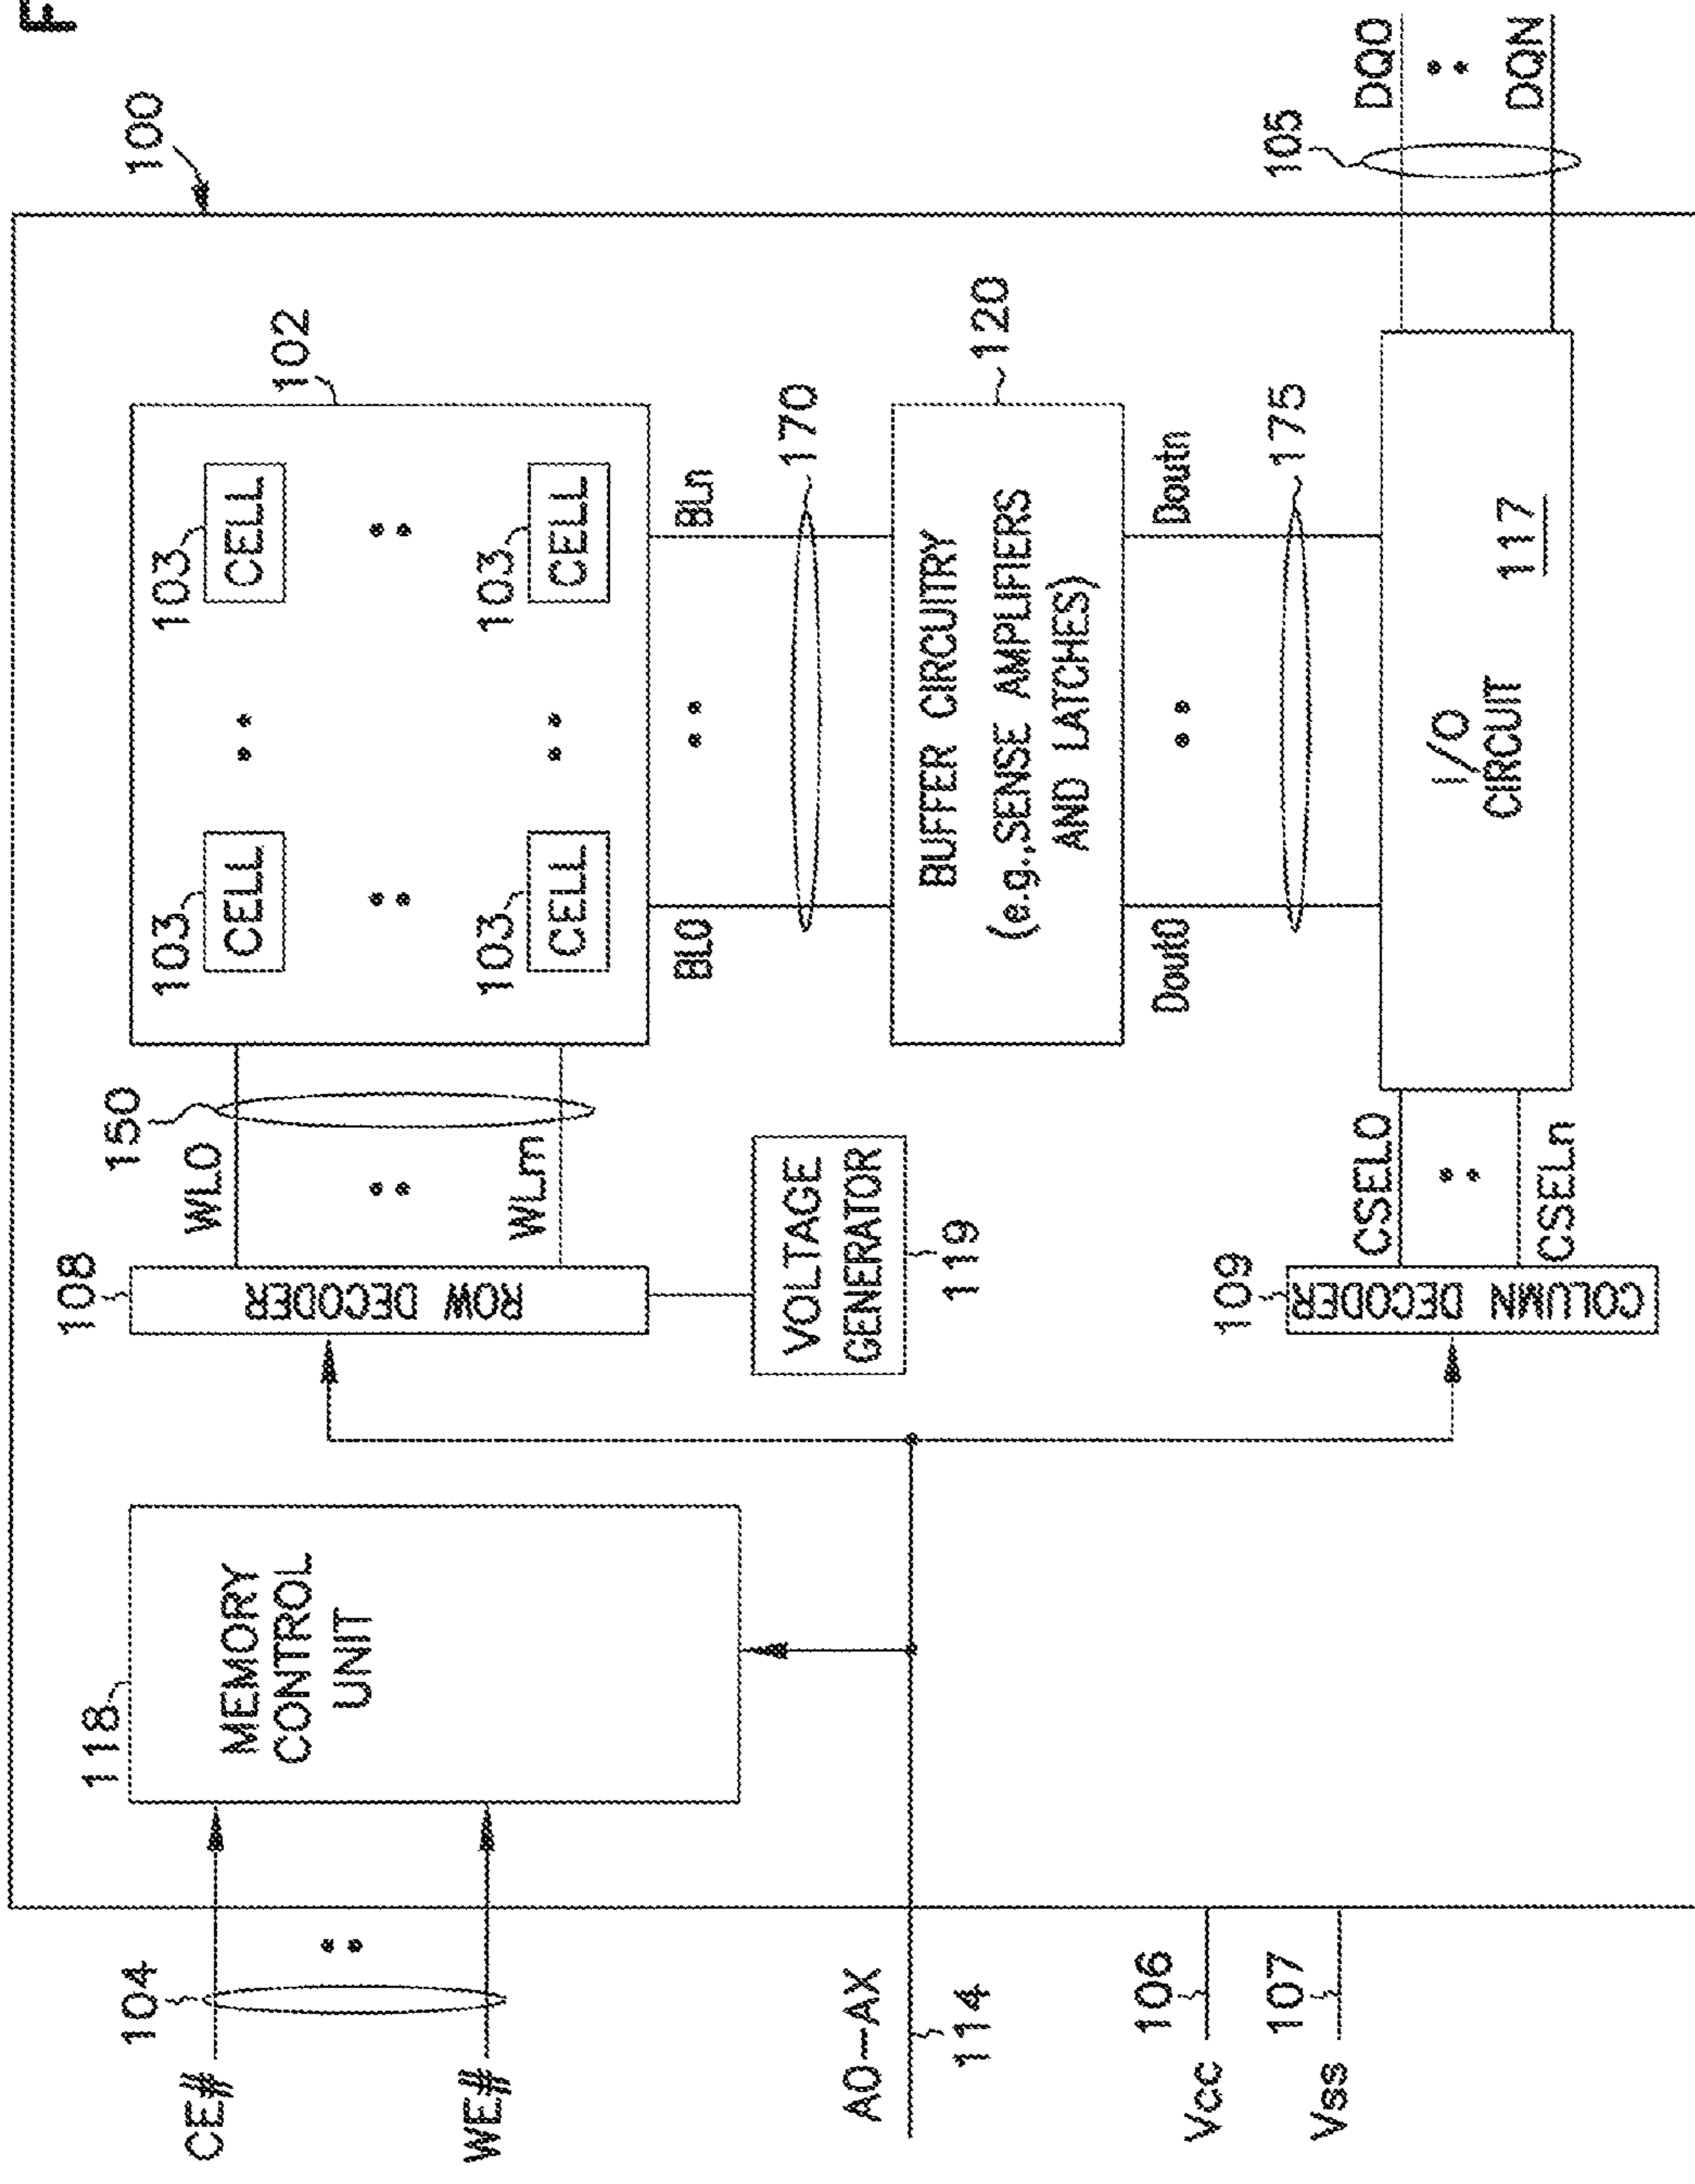 F
100
118
MEMORY
CONTROL
UNIT
104
CE#
WE#
108
ROW DECODER
150
WL0
WLm
102
103
CELL
103
CELL
103
CELL
103
CELL
VOLTAGE
GENERATOR
119
BL0
BLn
170
A0-AX
114
BUFFER CIRCUITRY
(e.g.,SENSE AMPLIFIERS
AND LATCHES)
120
Dout0
Doutn
175
106
Vcc
107
Vss
109
COLUMN DECODER
CSEL0
CSELn
I/O
CIRCUIT
117
105
DQ0
DQN